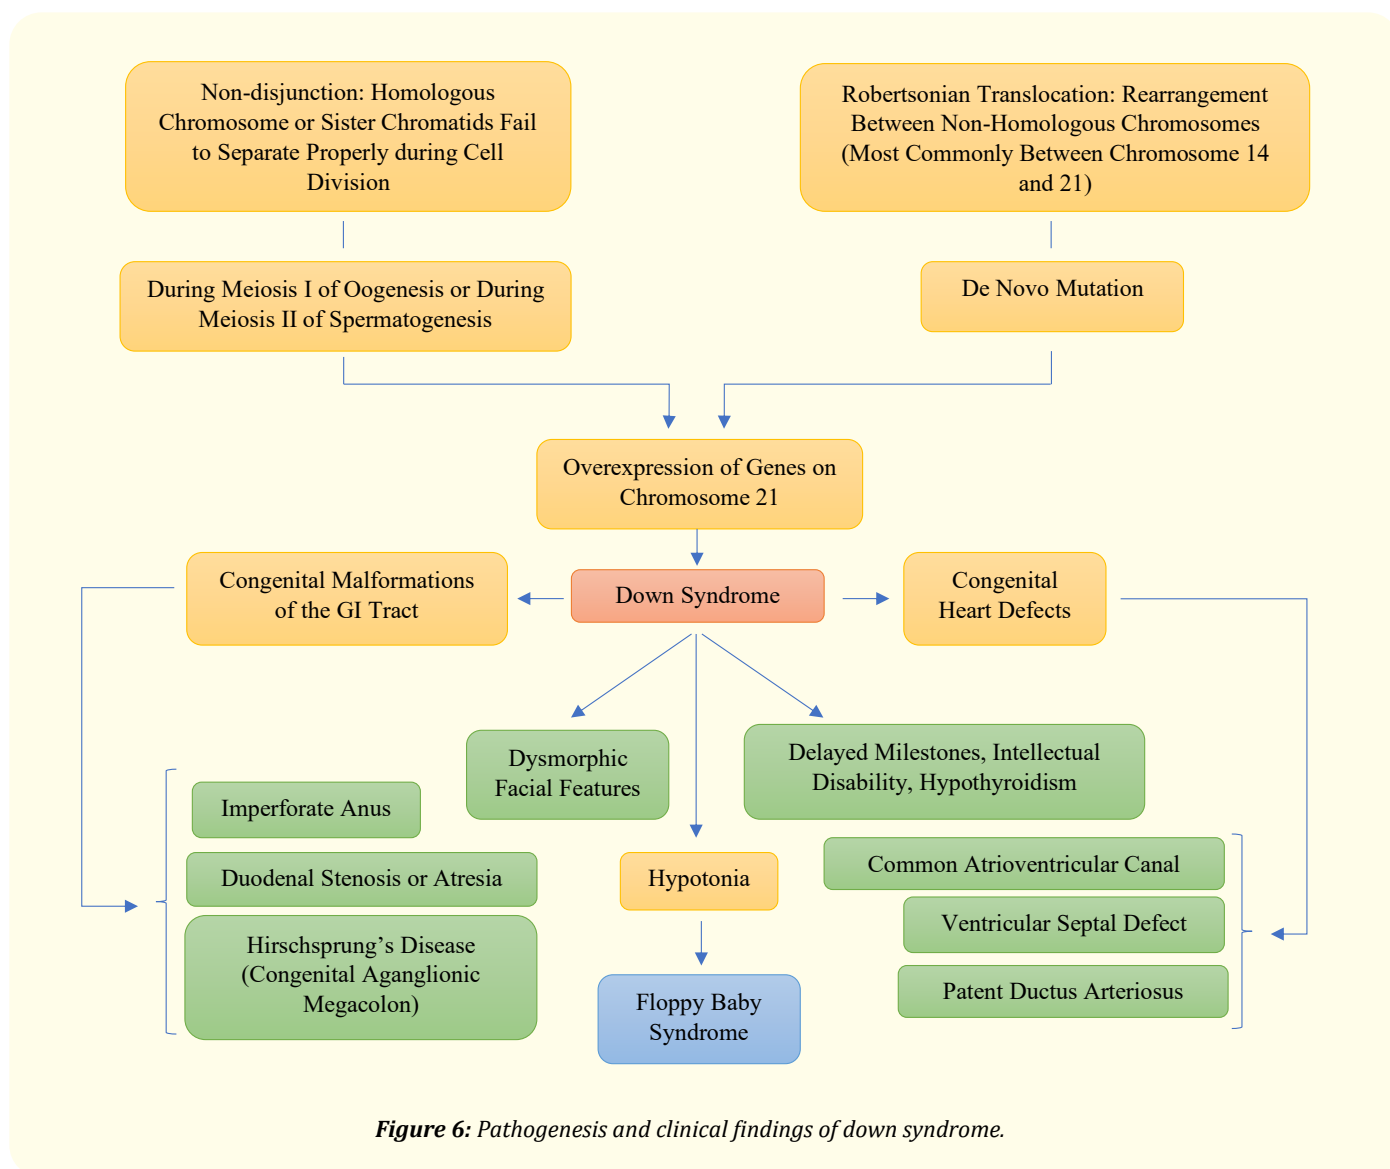 Non-disjunction: Homologous
Chromosome or Sister Chromatids Fail
to Separate Properly during Cell
Division
Robertsonian Translocation: Rearrangement
Between Non-Homologous Chromosomes
(Most Commonly Between Chromosome 14
and 21)
During Meiosis I of Oogenesis or During
Meiosis II of Spermatogenesis
De Novo Mutation
Overexpression of Genes on
Chromosome 21
Congenital Malformations
of the GI Tract
Down Syndrome
Congenital
Heart Defects
Dysmorphic
Facial Features
Delayed Milestones, Intellectual
Disability, Hypothyroidism
Imperforate Anus
Duodenal Stenosis or Atresia
Hirschsprung’s Disease
(Congenital Aganglionic
Megacolon)
Hypotonia
Floppy Baby
Syndrome
Common Atrioventricular Canal
Ventricular Septal Defect
Patent Ductus Arteriosus
Figure 6: Pathogenesis and clinical findings of down syndrome.